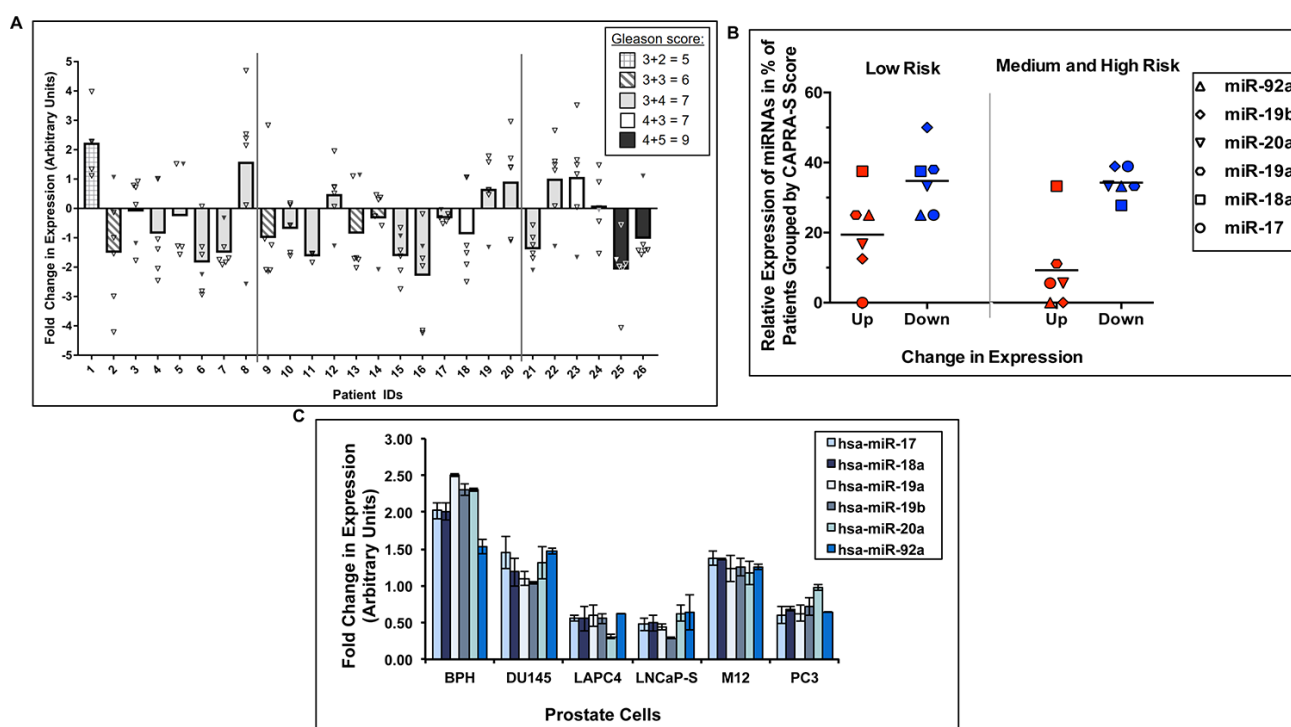 A
Fold Change in Expression (Arbitrary Units)
5
4
3
2
1
0
-1
-2
-3
-4
-5
1 2 3 4 5 6 7 8 9 10 11 12 13 14 15 16 17 18 19 20 21 22 23 24 25 26
Patient IDs
Gleason score:
3+2 = 5
3+3 = 6
3+4 = 7
4+3 = 7
4+5 = 9
B
Relative Expression of miRNAs in % of
Patients Grouped by CAPRA-S Score
Low Risk
Medium and High Risk
60
40
20
0
Up Down Up Down
Change in Expression
miR-92a
miR-19b
miR-20a
miR-19a
miR-18a
miR-17
C
Fold Change in Expression
(Arbitrary Units)
3.00
2.50
2.00
1.50
1.00
0.50
0.00
BPH DU145 LAPC4 LNCaP-S M12 PC3
Prostate Cells
hsa-miR-17
hsa-miR-18a
hsa-miR-19a
hsa-miR-19b
hsa-miR-20a
hsa-miR-92a